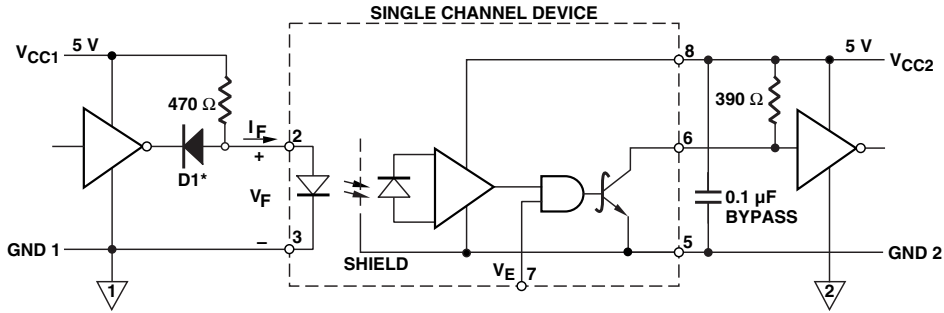 SINGLE CHANNEL DEVICE
VCC1
5 V
8
5 V
VCC2
470 Ω
390 Ω
IF
2
+
6
D1*
VF
0.1 µF
BYPASS
GND 1
–
3
SHIELD
VE
7
5
GND 2
1
2